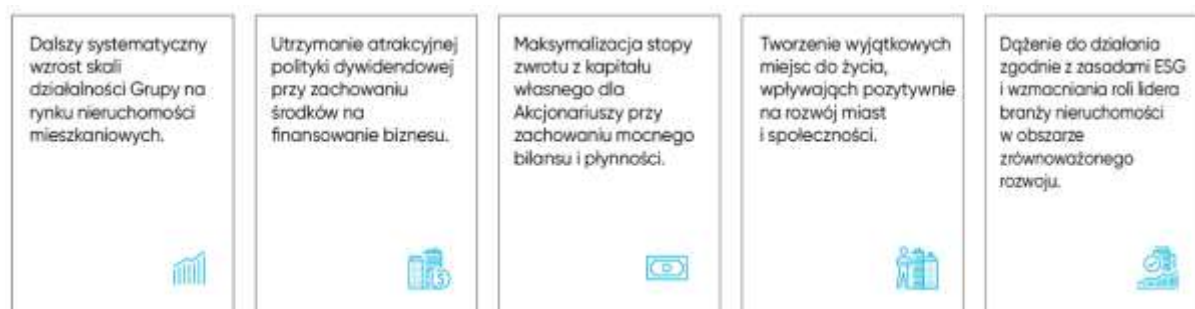 Dalszy systematyczny
wzrost skali
działalności Grupy na
rynku nieruchomości
mieszkaniowych.
Utrzymanie atrakcyjnej
polityki dywidendowej
przy zachowaniu
środków na
finansowanie biznesu.
Maksymalizacja stopy
zwrotu z kapitału
własnego dla
Akcjonariuszy przy
zachowaniu mocnego
bilansu i płynności.
Tworzenie wyjątkowych
miejsc do życia,
wpływająch pozytywnie
na rozwój miast
i społeczności.
Dążenie do działania
zgodnie z zasadami ESG
i wzmacniania roli lidera
branży nieruchomości
w obszarze
zrównoważonego
rozwoju.